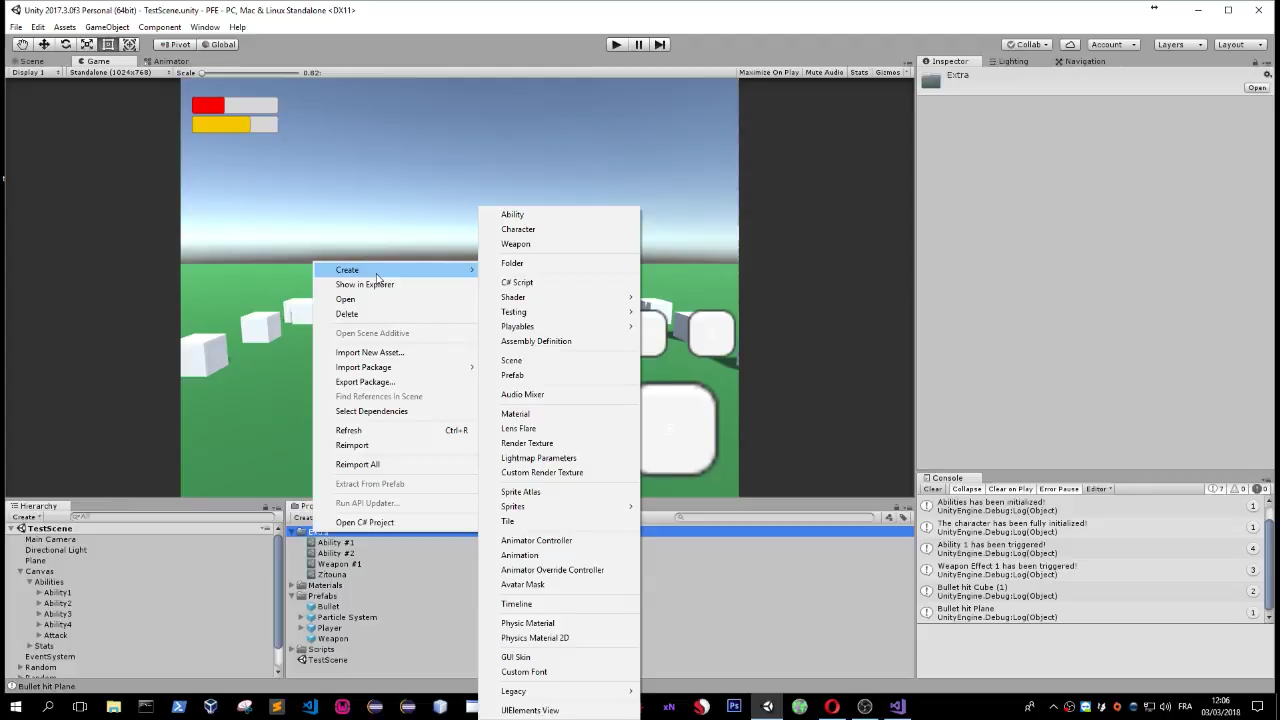 Unity 2017.3.0f3 Personal (64bit) - TestScene.unity - PFE - PC, Mac & Linux Standalone <DX11>
File Edit Assets GameObject Component Window Help
Pivot Global Collab Account Layers Layout
Scene Game Animator
Display 1 Standalone (1024x768) Scale 0.82: Maximize On Play Mute Audio Stats Gizmos
Inspector Lighting Navigation
Extra
Open
Create
Show in Explorer
Open
Delete
Open Scene Additive
Import New Asset...
Import Package
Export Package...
Find References In Scene
Select Dependencies
Refresh Ctrl+R
Reimport
Reimport All
Extract From Prefab
Run API Updater...
Open C# Project
Ability
Character
Weapon
Folder
C# Script
Shader
Testing
Playables
Assembly Definition
Scene
Prefab
Audio Mixer
Material
Lens Flare
Render Texture
Lightmap Parameters
Custom Render Texture
Sprite Atlas
Sprites
Tile
Animator Controller
Animation
Animator Override Controller
Avatar Mask
Timeline
Physic Material
Physics Material 2D
GUI Skin
Custom Font
Legacy
UIElements View
Hierarchy
Create All
TestScene
Main Camera
Directional Light
Plane
Canvas
Abilities
Ability1
Ability2
Ability3
Ability4
Attack
Stats
EventSystem
Random
Ability #1
Ability #2
Weapon #1
Zitouna
Materials
Prefabs
Bullet
Particle System
Player
Weapon
Scripts
TestScene
Console
Clear Collapse Clear on Play Error Pause Editor 7 0 0
Abilities has been initialized!
UnityEngine.Debug:Log(Object)
1
The character has been fully initialized!
UnityEngine.Debug:Log(Object)
1
Ability 1 has been triggered!
UnityEngine.Debug:Log(Object)
4
Weapon Effect 1 has been triggered!
UnityEngine.Debug:Log(Object)
3
Bullet hit Cube (1)
UnityEngine.Debug:Log(Object)
2
Bullet hit Plane
UnityEngine.Debug:Log(Object)
1
Bullet hit Plane
xN Ps FRA
12:06
03/03/2018